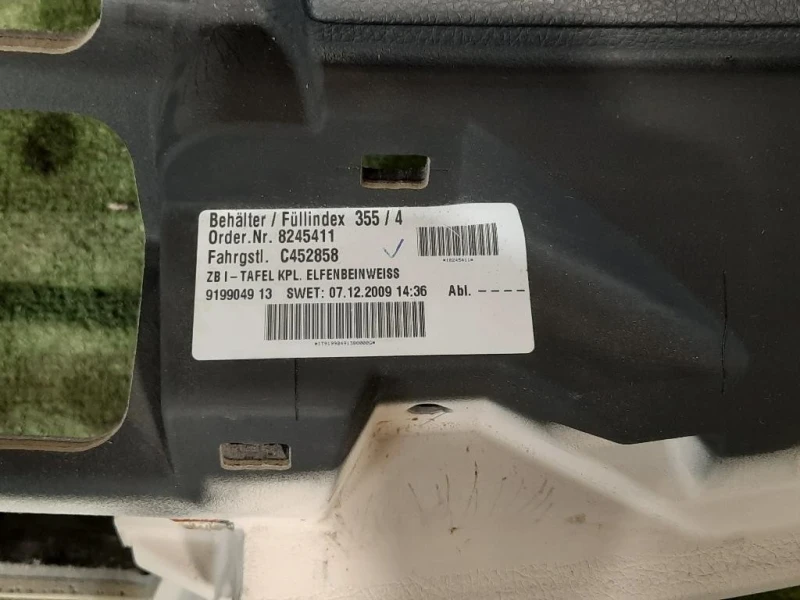 Behälter / Füllindex 355 / 4
Order.Nr. 8245411
Fahrgstl. C452858
*18245411*
ZB I - TAFEL KPL. ELFENBEINWEISS
9199049 13 SWET: 07.12.2009 14:36 Abl. - - - -